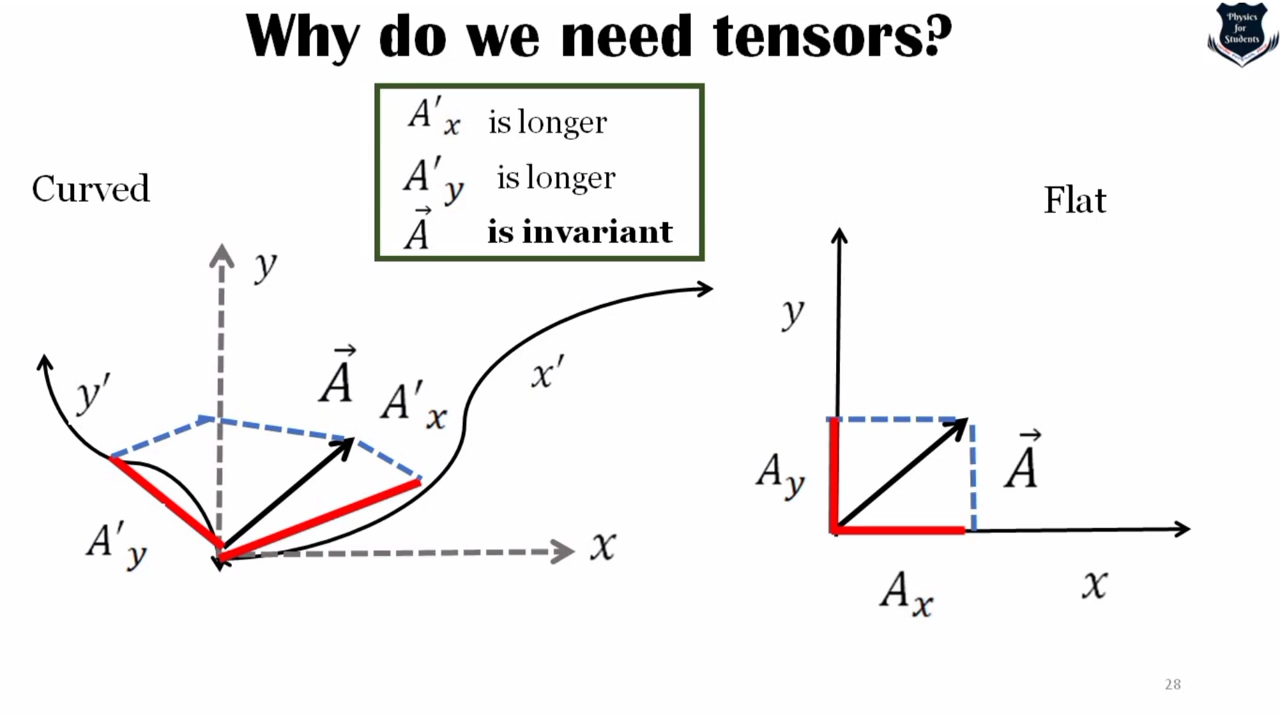 Why do we need tensors?
Physics
for
Students
A′x is longer
A′y is longer
A⃗ is invariant
Curved
Flat
y
y′
A⃗
A′x
x′
A′y
x
y
Ay
A⃗
Ax
x
28